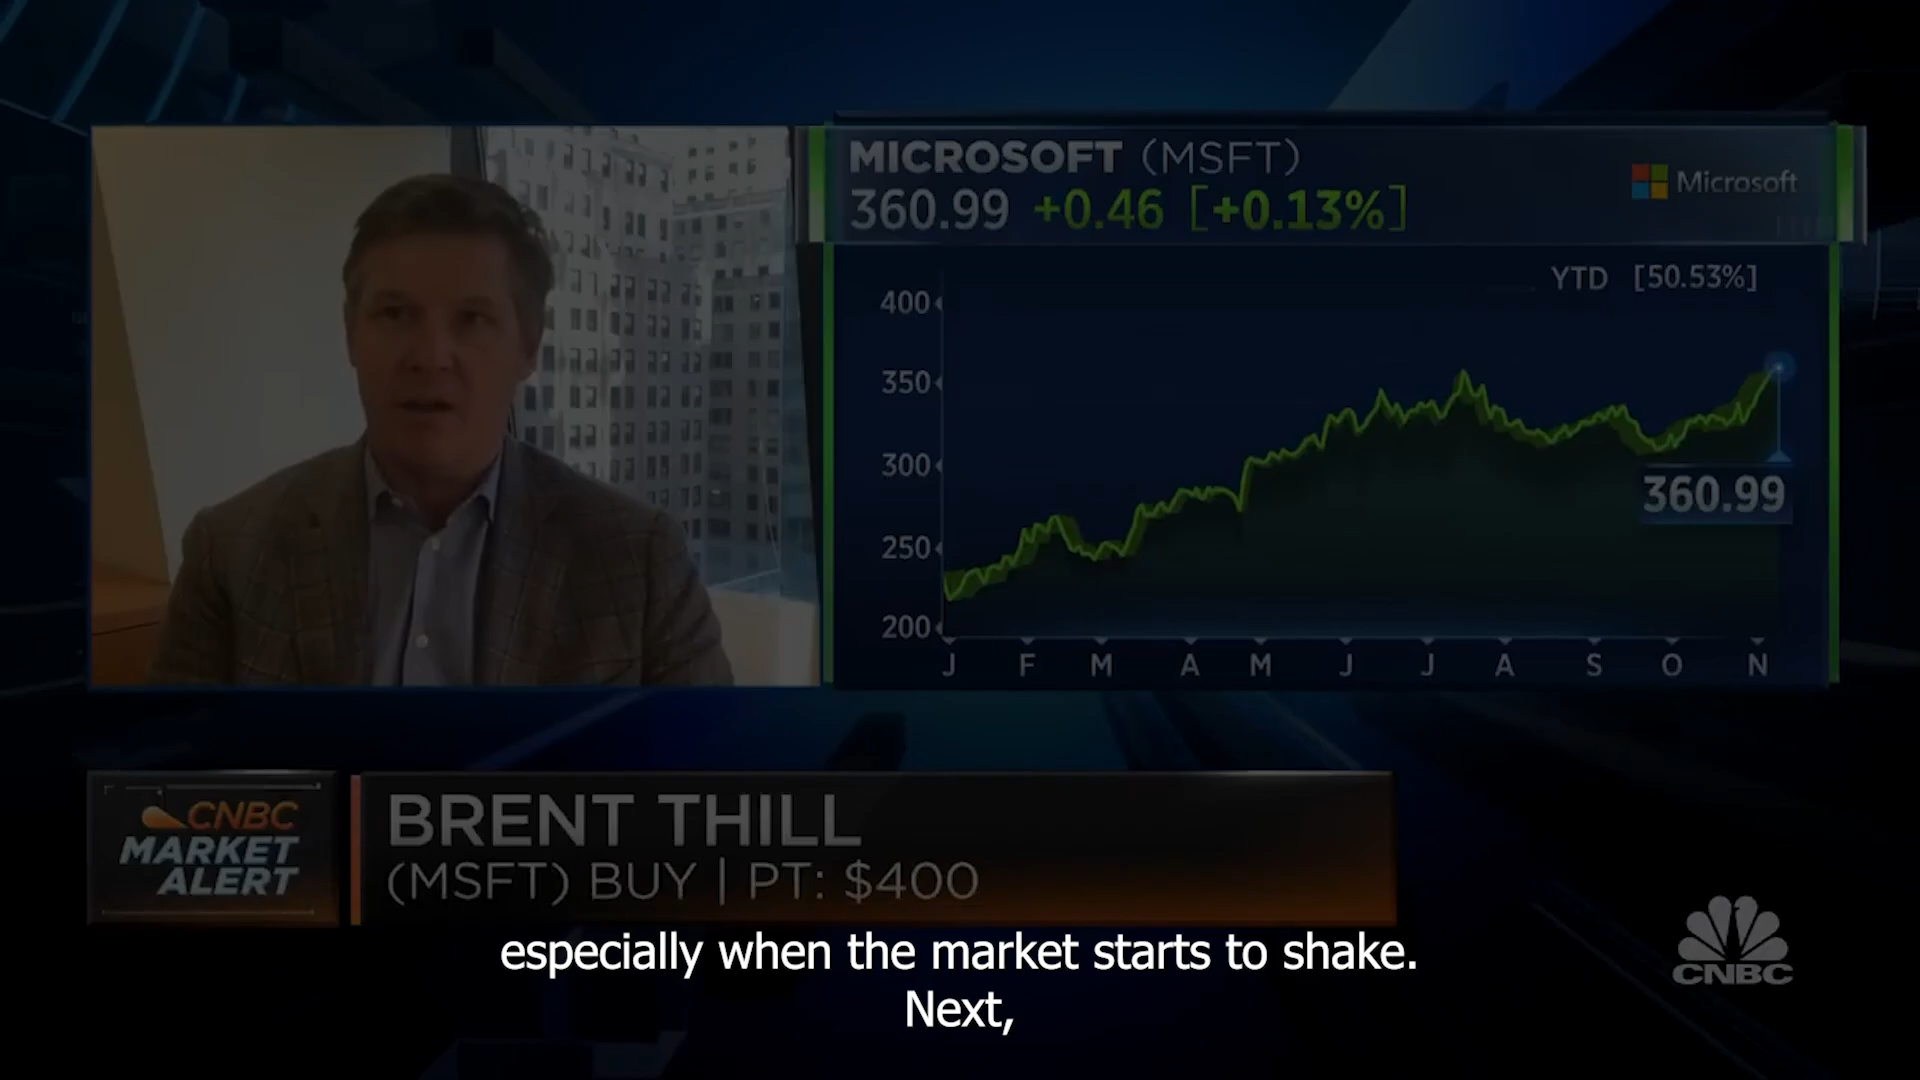 MICROSOFT (MSFT)
360.99 +0.46 [+0.13%]
Microsoft
YTD [50.53%]
400
350
300
250
200
360.99
J F M A M J J A S O N
CNBC
MARKET
ALERT
BRENT THILL
(MSFT) BUY | PT: $400
CNBC
especially when the market starts to shake.
Next,